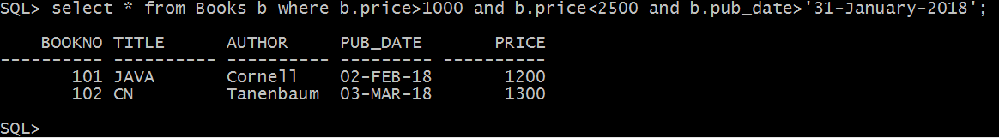 SQL> select * from Books b where b.price>1000 and b.price<2500 and b.pub_date>'31-January-2018';
    BOOKNO TITLE      AUTHOR     PUB_DATE       PRICE
---------- ---------- ---------- --------- ----------
       101 JAVA       Cornell    02-FEB-18       1200
       102 CN         Tanenbaum  03-MAR-18       1300
SQL>